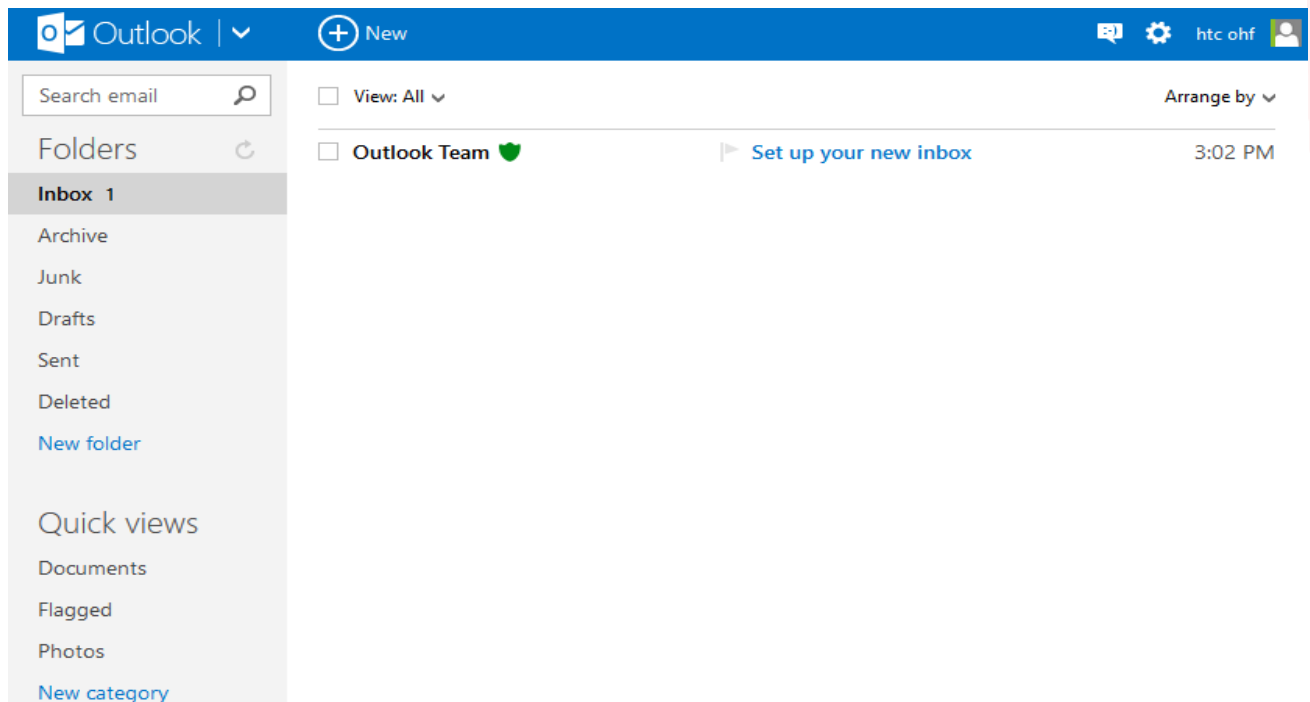 Outlook New htc ohf
Search email View: All Arrange by
Folders
Outlook Team Set up your new inbox 3:02 PM
Inbox 1
Archive
Junk
Drafts
Sent
Deleted
New folder
Quick views
Documents
Flagged
Photos
New category